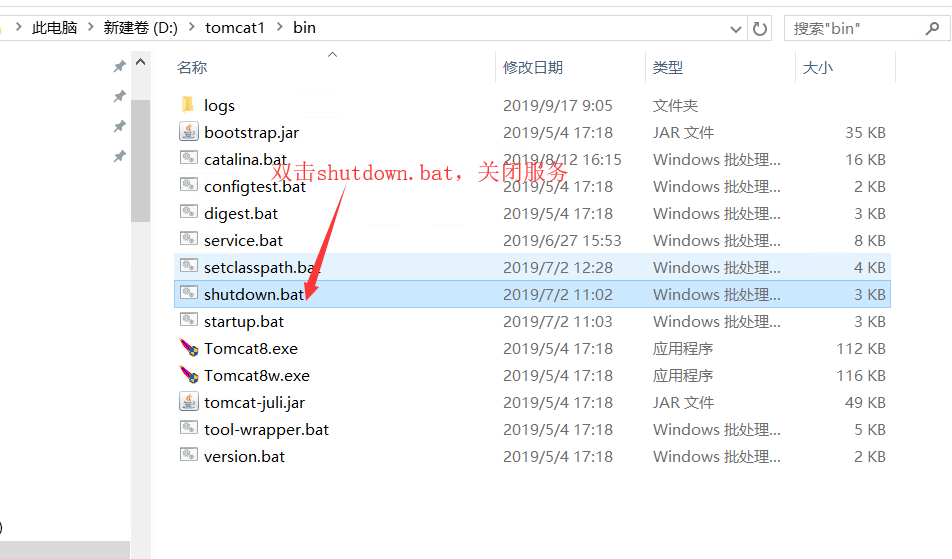 此电脑 新建卷 (D:) tomcat1 bin 搜索"bin"
名称 修改日期 类型 大小
logs 2019/9/17 9:05 文件夹
bootstrap.jar 2019/5/4 17:18 JAR 文件 35 KB
catalina.bat 2019/8/12 16:15 Windows 批处理... 16 KB
双击shutdown.bat，关闭服务
configtest.bat 2019/5/4 17:18 Windows 批处理... 2 KB
digest.bat 2019/5/4 17:18 Windows 批处理... 3 KB
service.bat 2019/6/27 15:53 Windows 批处理... 8 KB
setclasspath.bat 2019/7/2 12:28 Windows 批处理... 4 KB
shutdown.bat 2019/7/2 11:02 Windows 批处理... 3 KB
startup.bat 2019/7/2 11:03 Windows 批处理... 3 KB
Tomcat8.exe 2019/5/4 17:18 应用程序 112 KB
Tomcat8w.exe 2019/5/4 17:18 应用程序 116 KB
tomcat-juli.jar 2019/5/4 17:18 JAR 文件 49 KB
tool-wrapper.bat 2019/5/4 17:18 Windows 批处理... 5 KB
version.bat 2019/5/4 17:18 Windows 批处理... 2 KB
)